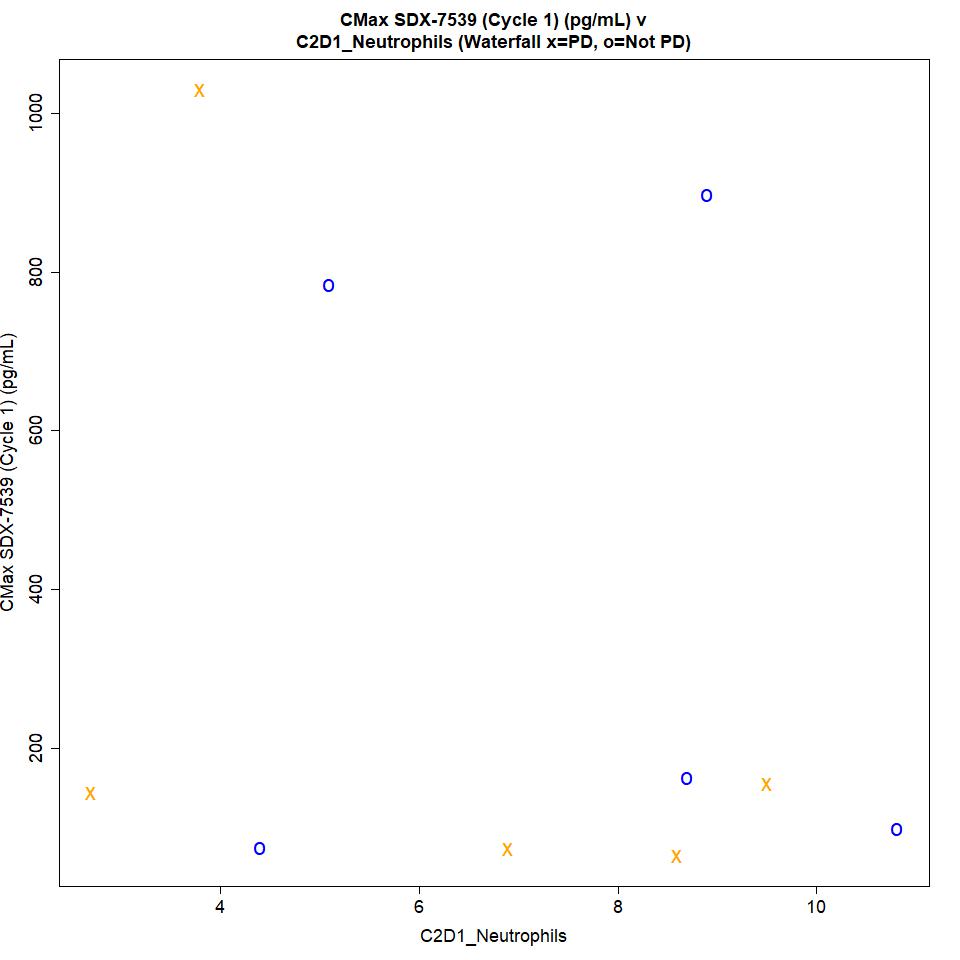 CMax SDX-7539 (Cycle 1) (pg/mL) v
C2D1_Neutrophils (Waterfall x=PD, o=Not PD)
CMax SDX-7539 (Cycle 1) (pg/mL)
1000
800
600
400
200
x
o
o
x
o
x
x
o
x
o
4
6
8
10
C2D1_Neutrophils